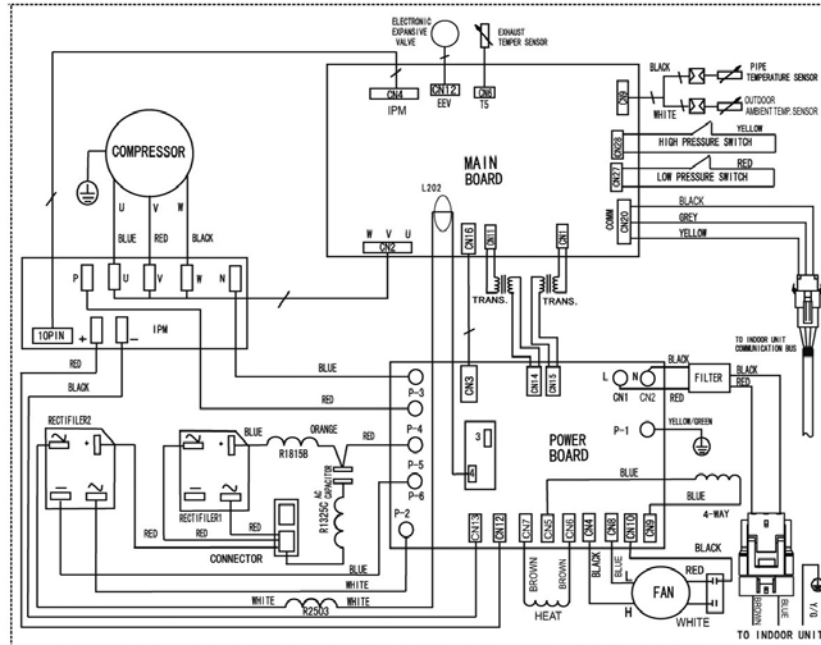 ELECTRONIC
EXPANSIVE
VALVE
EXHAUST
TEMPER SENSOR
CN4
IPM
CN12
EEV
CN6
T5
CN9
BLACK
WHITE
PIPE
TEMPERATURE SENSOR
OUTDOOR
AMBIENT TEMP. SENSOR
CN28
YELLOW
HIGH PRESSURE SWITCH
CN27
RED
LOW PRESSURE SWITCH
COMM
CN20
BLACK
GREY
YELLOW
COMPRESSOR
U
V
W
BLUE
RED
BLACK
MAIN
BOARD
L202
W V U
CN2
CN16
CN11
CN1
TRANS.
TRANS.
P
U
V
W
N
10PIN
+
-
IPM
TO INDOOR UNIT
COMMUNICATION BUS
RED
BLACK
BLUE
RED
P-3
P-4
P-5
P-6
P-2
CN3
CN14
CN15
L
N
CN1
CN2
BLACK
RED
FILTER
BLACK
RED
P-1
YELLOW/GREEN
POWER
BOARD
3
4
RECTIFILER2
~
+
-
~
RECTIFILER1
~
+
-
~
BLUE
ORANGE
RED
R1815B
AC
CAPACITOR
R1325C
RED
RED
RED
RED
CONNECTOR
BLUE
WHITE
WHITE
WHITE
R2503
BLUE
BLUE
4-WAY
CN13
CN12
CN7
CN5
CN6
CN4
CN8
CN10
CN9
BROWN
BROWN
HEAT
BLACK
BLUE
L
H
FAN
RED
BLACK
WHITE
BROWN
BLUE
Y/G
TO INDOOR UNIT